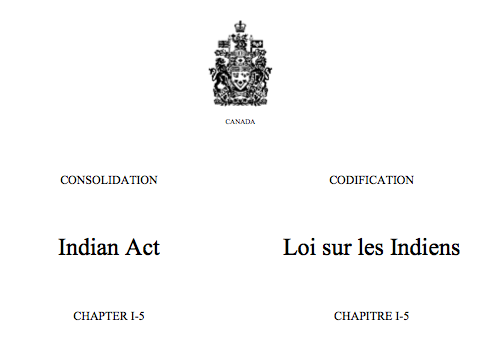 CANADA
CONSOLIDATION
CODIFICATION
Indian Act
Loi sur les Indiens
CHAPTER I-5
CHAPITRE I-5